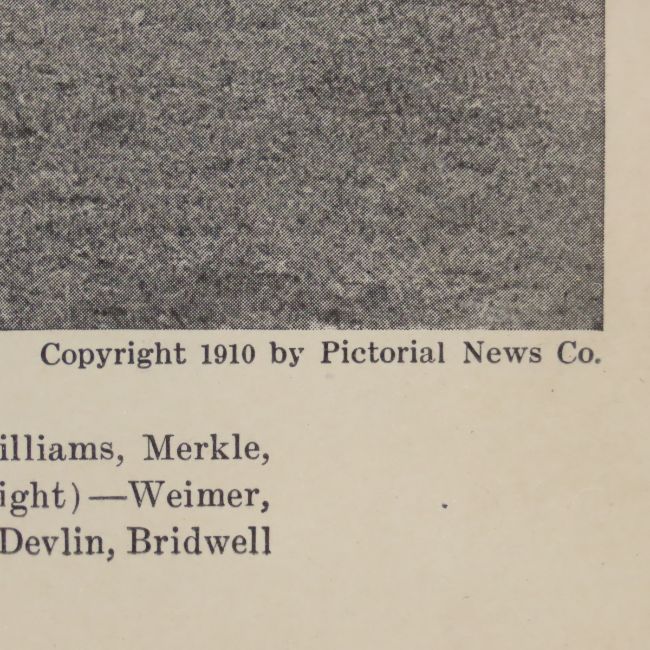 Copyright 1910 by Pictorial News Co.
illiams, Merkle,
ight)—Weimer,
Devlin, Bridwell